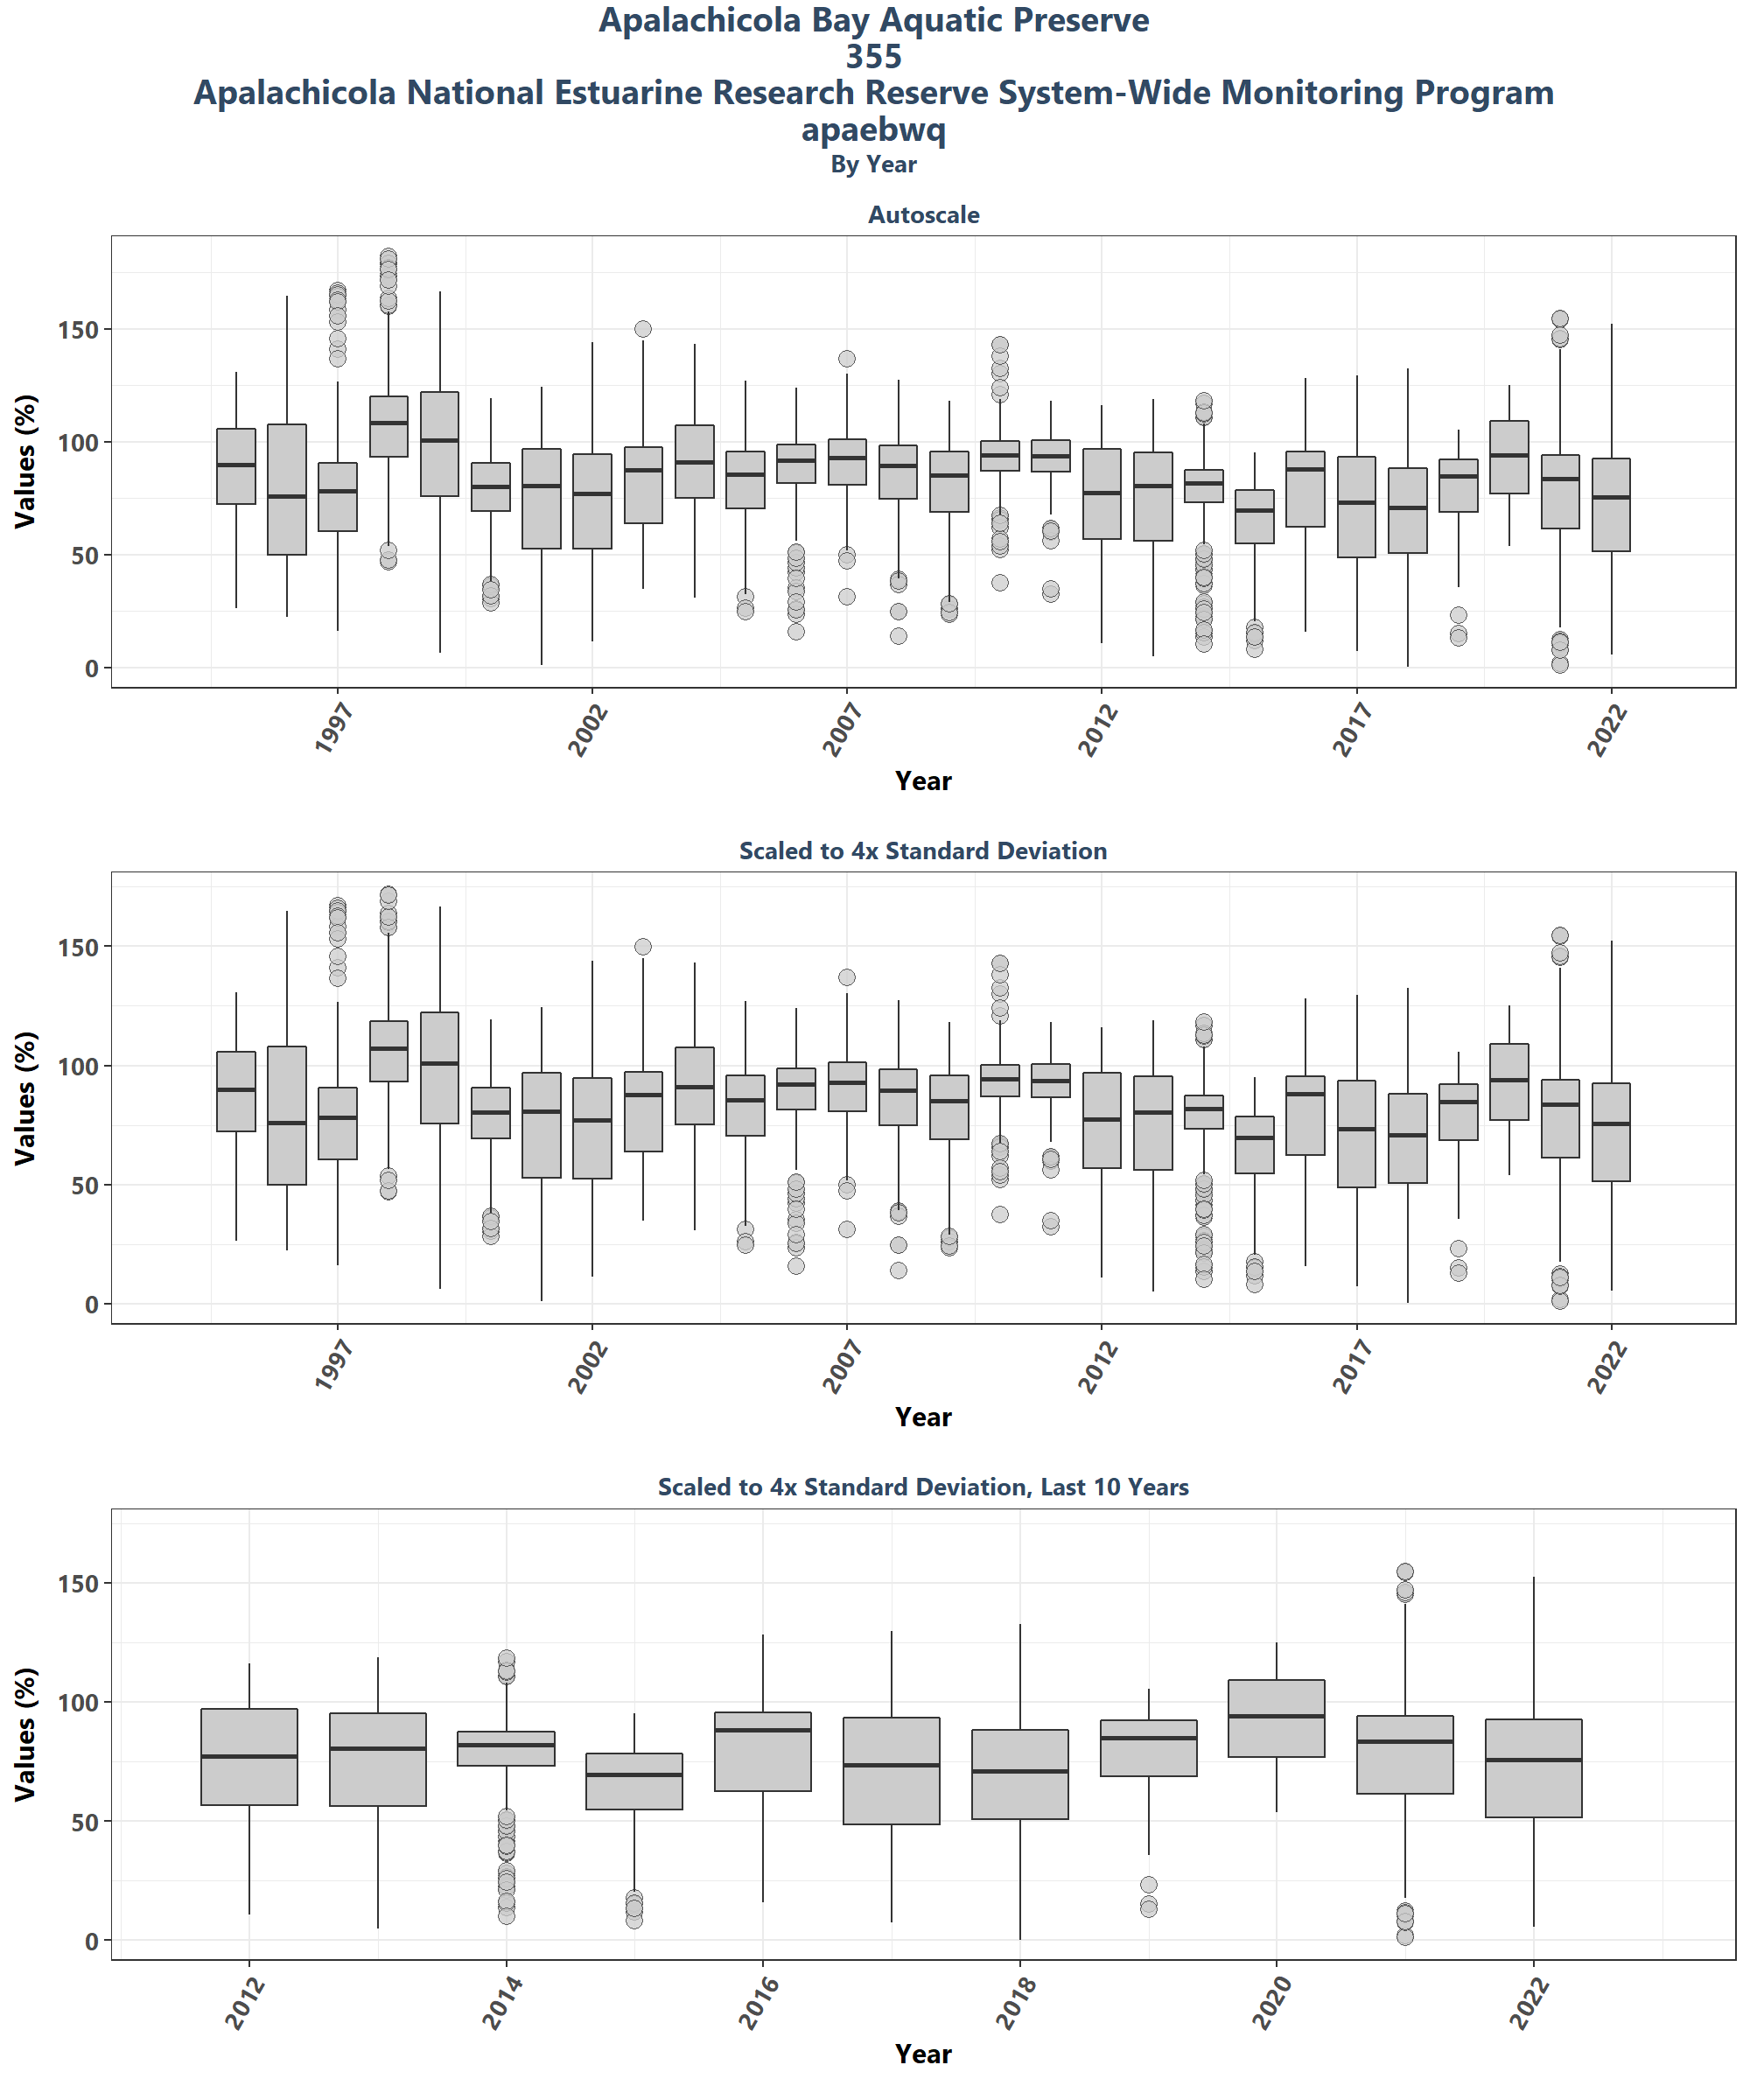 Apalachicola Bay Aquatic Preserve
355
Apalachicola National Estuarine Research Reserve System-Wide Monitoring Program
apaebwq
By Year
Autoscale
Values (%)
150
100
50
0
1997 2002 2007 2012 2017 2022
Year
Scaled to 4x Standard Deviation
Values (%)
150
100
50
0
1997 2002 2007 2012 2017 2022
Year
Scaled to 4x Standard Deviation, Last 10 Years
Values (%)
150
100
50
0
2012 2014 2016 2018 2020 2022
Year